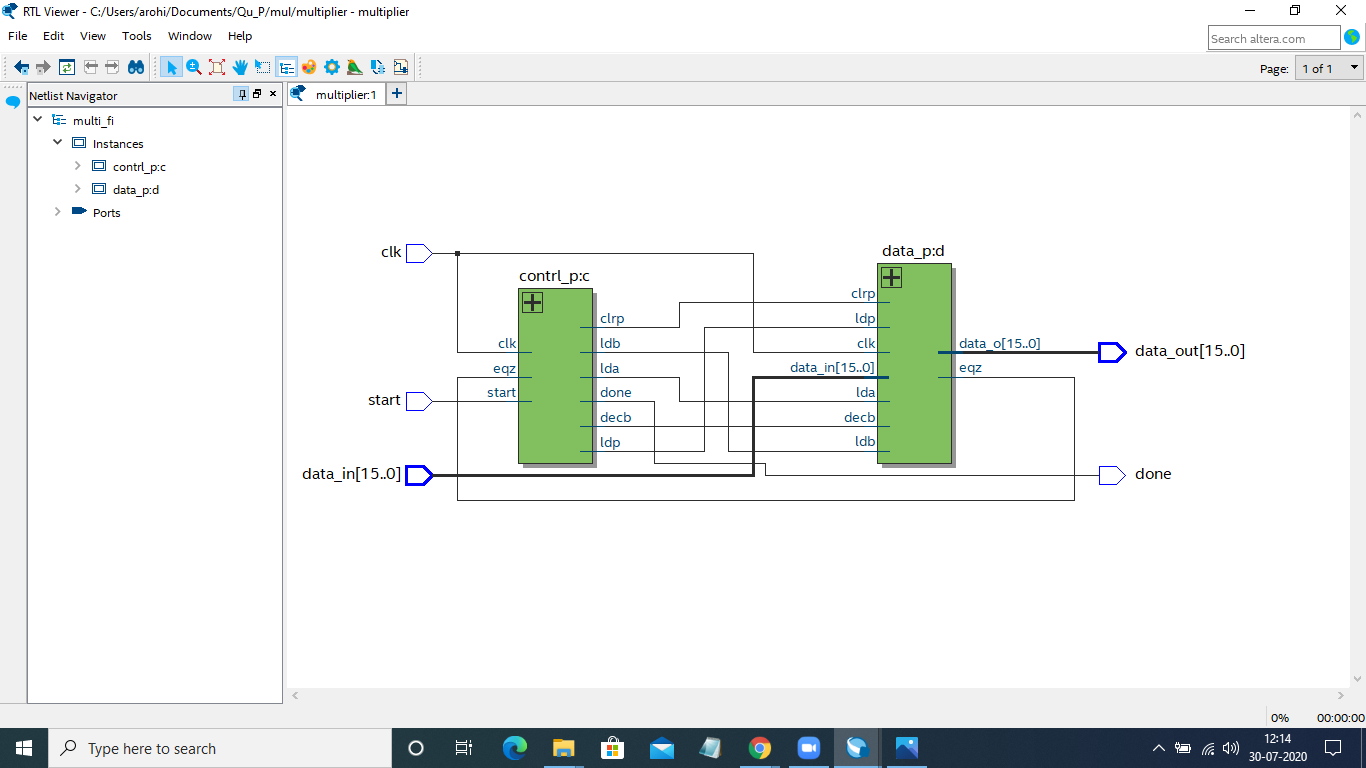 RTL Viewer - C:/Users/arohi/Documents/Qu_P/mul/multiplier - multiplier
File Edit View Tools Window Help
Search altera.com
Page: 1 of 1
Netlist Navigator
multiplier:1
multi_fi
Instances
contrl_p:c
data_p:d
Ports
clk
start
data_in[15..0]
contrl_p:c
clk
eqz
start
clrp
ldb
lda
done
decb
ldp
data_p:d
clrp
ldp
clk
data_in[15..0]
lda
decb
ldb
data_o[15..0]
eqz
data_out[15..0]
done
0% 00:00:00
Type here to search
12:14
30-07-2020